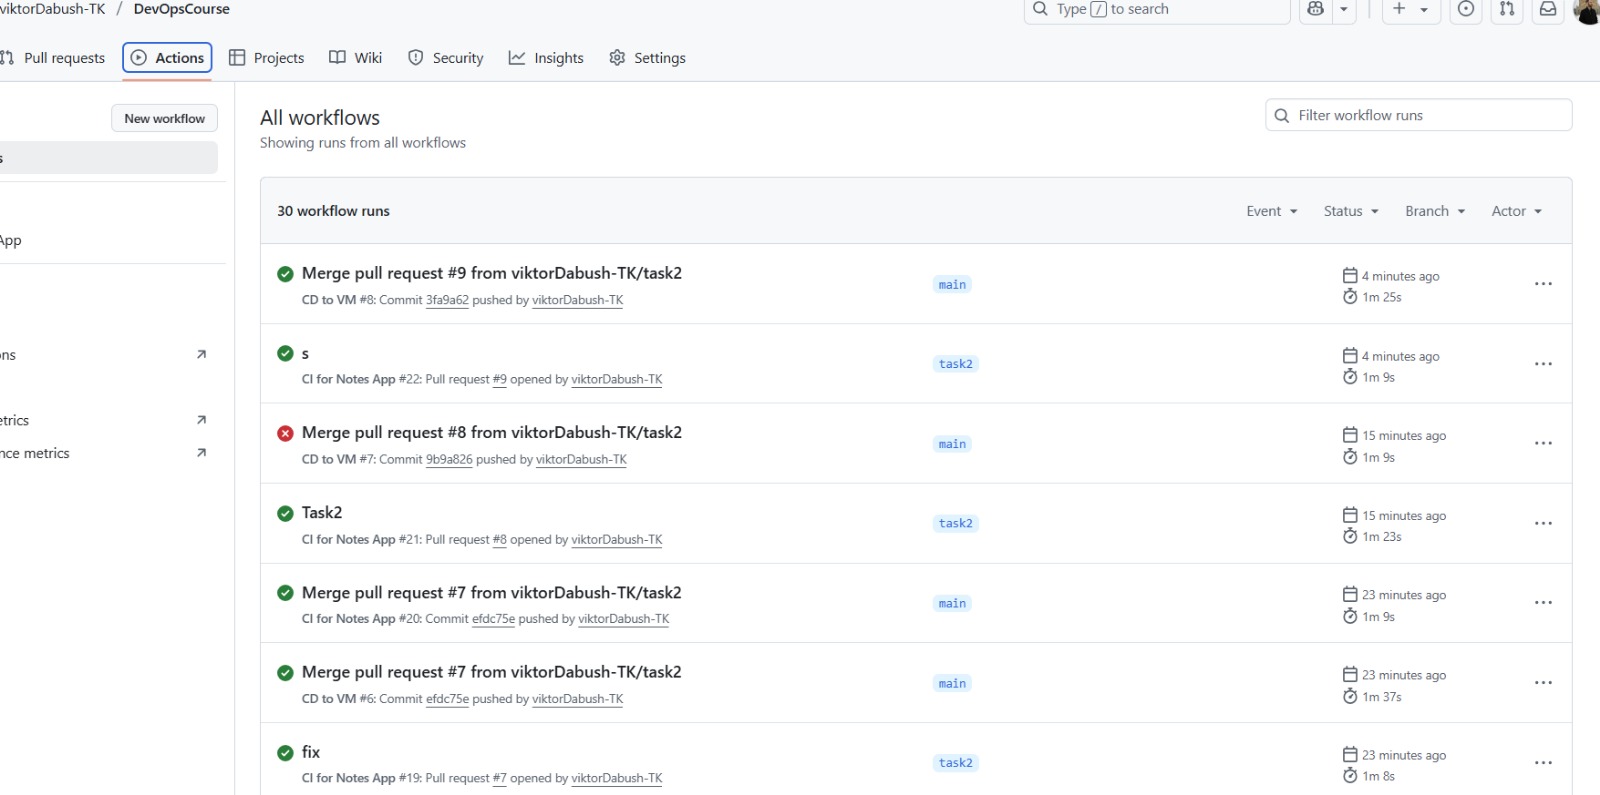 viktorDabush-TK / DevOpsCourse
Type / to search
Pull requests
Actions
Projects
Wiki
Security
Insights
Settings
New workflow
s
App
ons
etrics
nce metrics
All workflows
Showing runs from all workflows
Filter workflow runs
30 workflow runs
Event
Status
Branch
Actor
Merge pull request #9 from viktorDabush-TK/task2
CD to VM #8: Commit 3fa9a62 pushed by viktorDabush-TK
main
4 minutes ago
1m 25s
s
CI for Notes App #22: Pull request #9 opened by viktorDabush-TK
task2
4 minutes ago
1m 9s
Merge pull request #8 from viktorDabush-TK/task2
CD to VM #7: Commit 9b9a826 pushed by viktorDabush-TK
main
15 minutes ago
1m 9s
Task2
CI for Notes App #21: Pull request #8 opened by viktorDabush-TK
task2
15 minutes ago
1m 23s
Merge pull request #7 from viktorDabush-TK/task2
CI for Notes App #20: Commit efdc75e pushed by viktorDabush-TK
main
23 minutes ago
1m 9s
Merge pull request #7 from viktorDabush-TK/task2
CD to VM #6: Commit efdc75e pushed by viktorDabush-TK
main
23 minutes ago
1m 37s
fix
CI for Notes App #19: Pull request #7 opened by viktorDabush-TK
task2
23 minutes ago
1m 8s